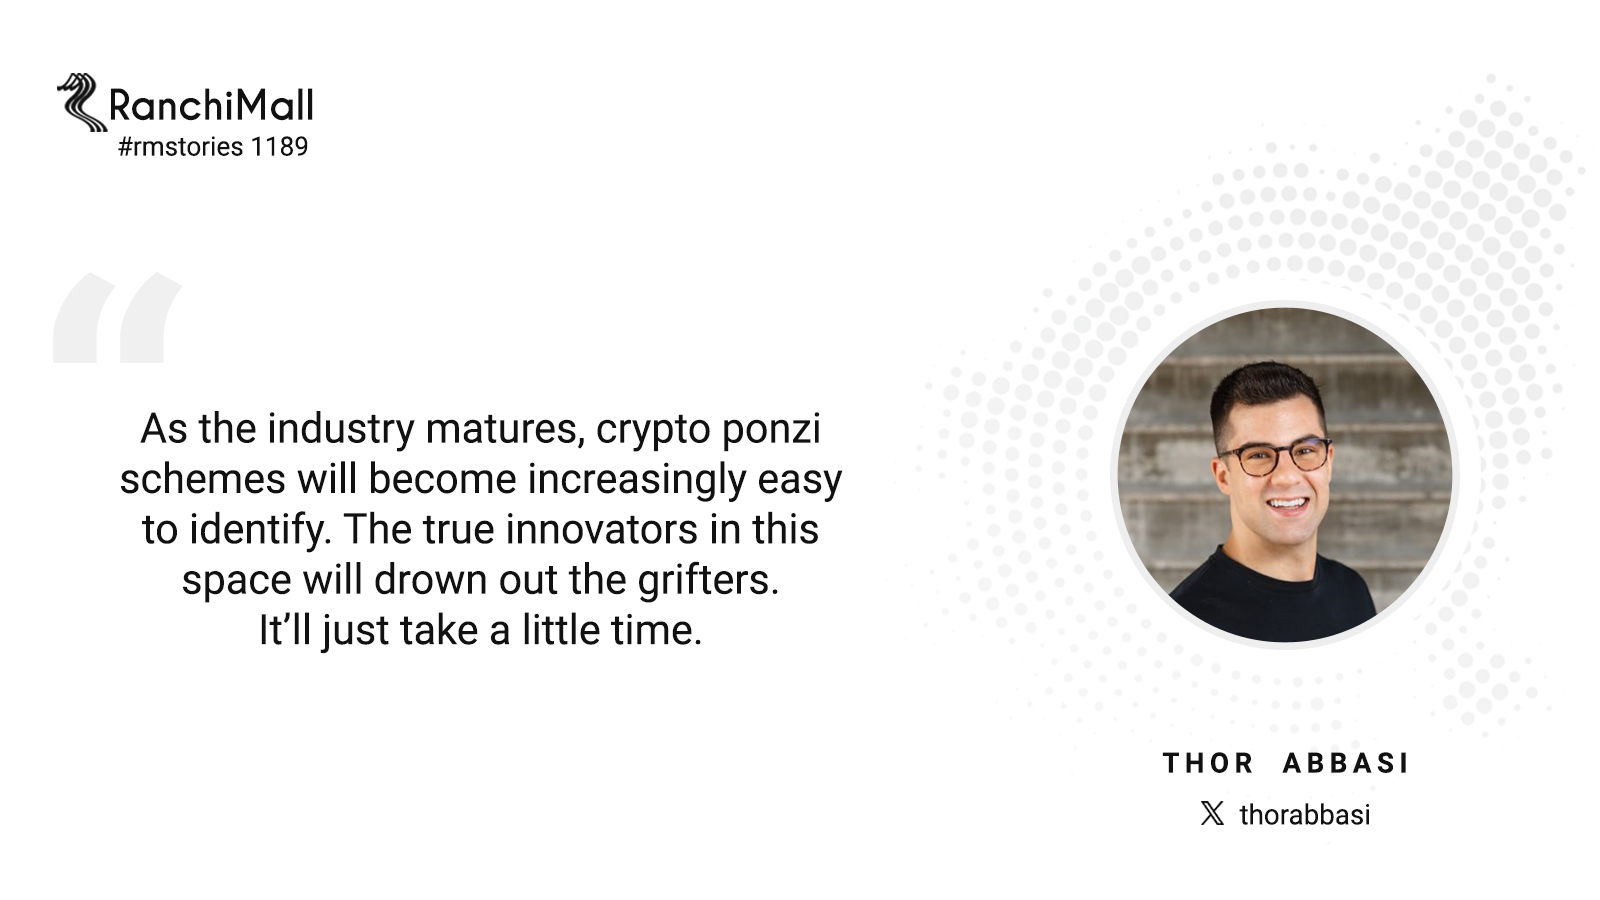 RanchiMall
#rmstories 1189
“
As the industry matures, crypto ponzi
schemes will become increasingly easy
to identify. The true innovators in this
space will drown out the grifters.
It’ll just take a little time.
THOR ABBASI
𝕏 thorabbasi